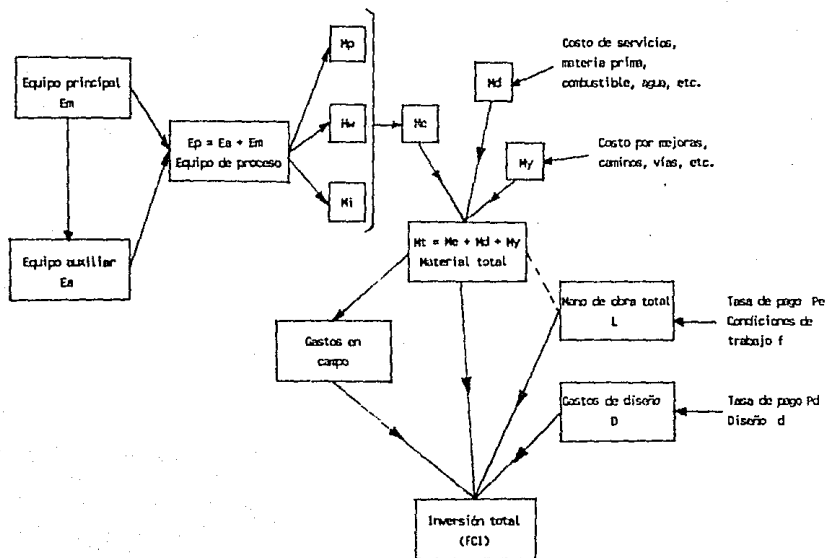 Equipo principal
Em
Equipo auxiliar
Ea
Ep = Ea + Em
Equipo de proceso
Mp
Mw
Mi
Mc
Md
Costo de servicios,
materia prima,
combustible, agua, etc.
My
Costo por mejoras,
caminos, vías, etc.
Mt = Mc + Md + My
Material total
Gastos en
campo
Mano de obra total
L
Tasa de pago Pe
Condiciones de
trabajo f
Gastos de diseño
D
Tasa de pago Pd
Diseño d
Inversión total
(FCI)